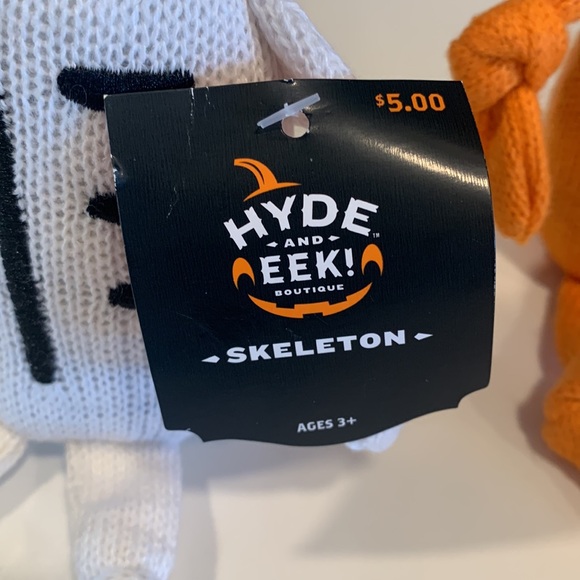 $5.00
HYDE
AND
EEK!
BOUTIQUE
SKELETON
AGES 3+